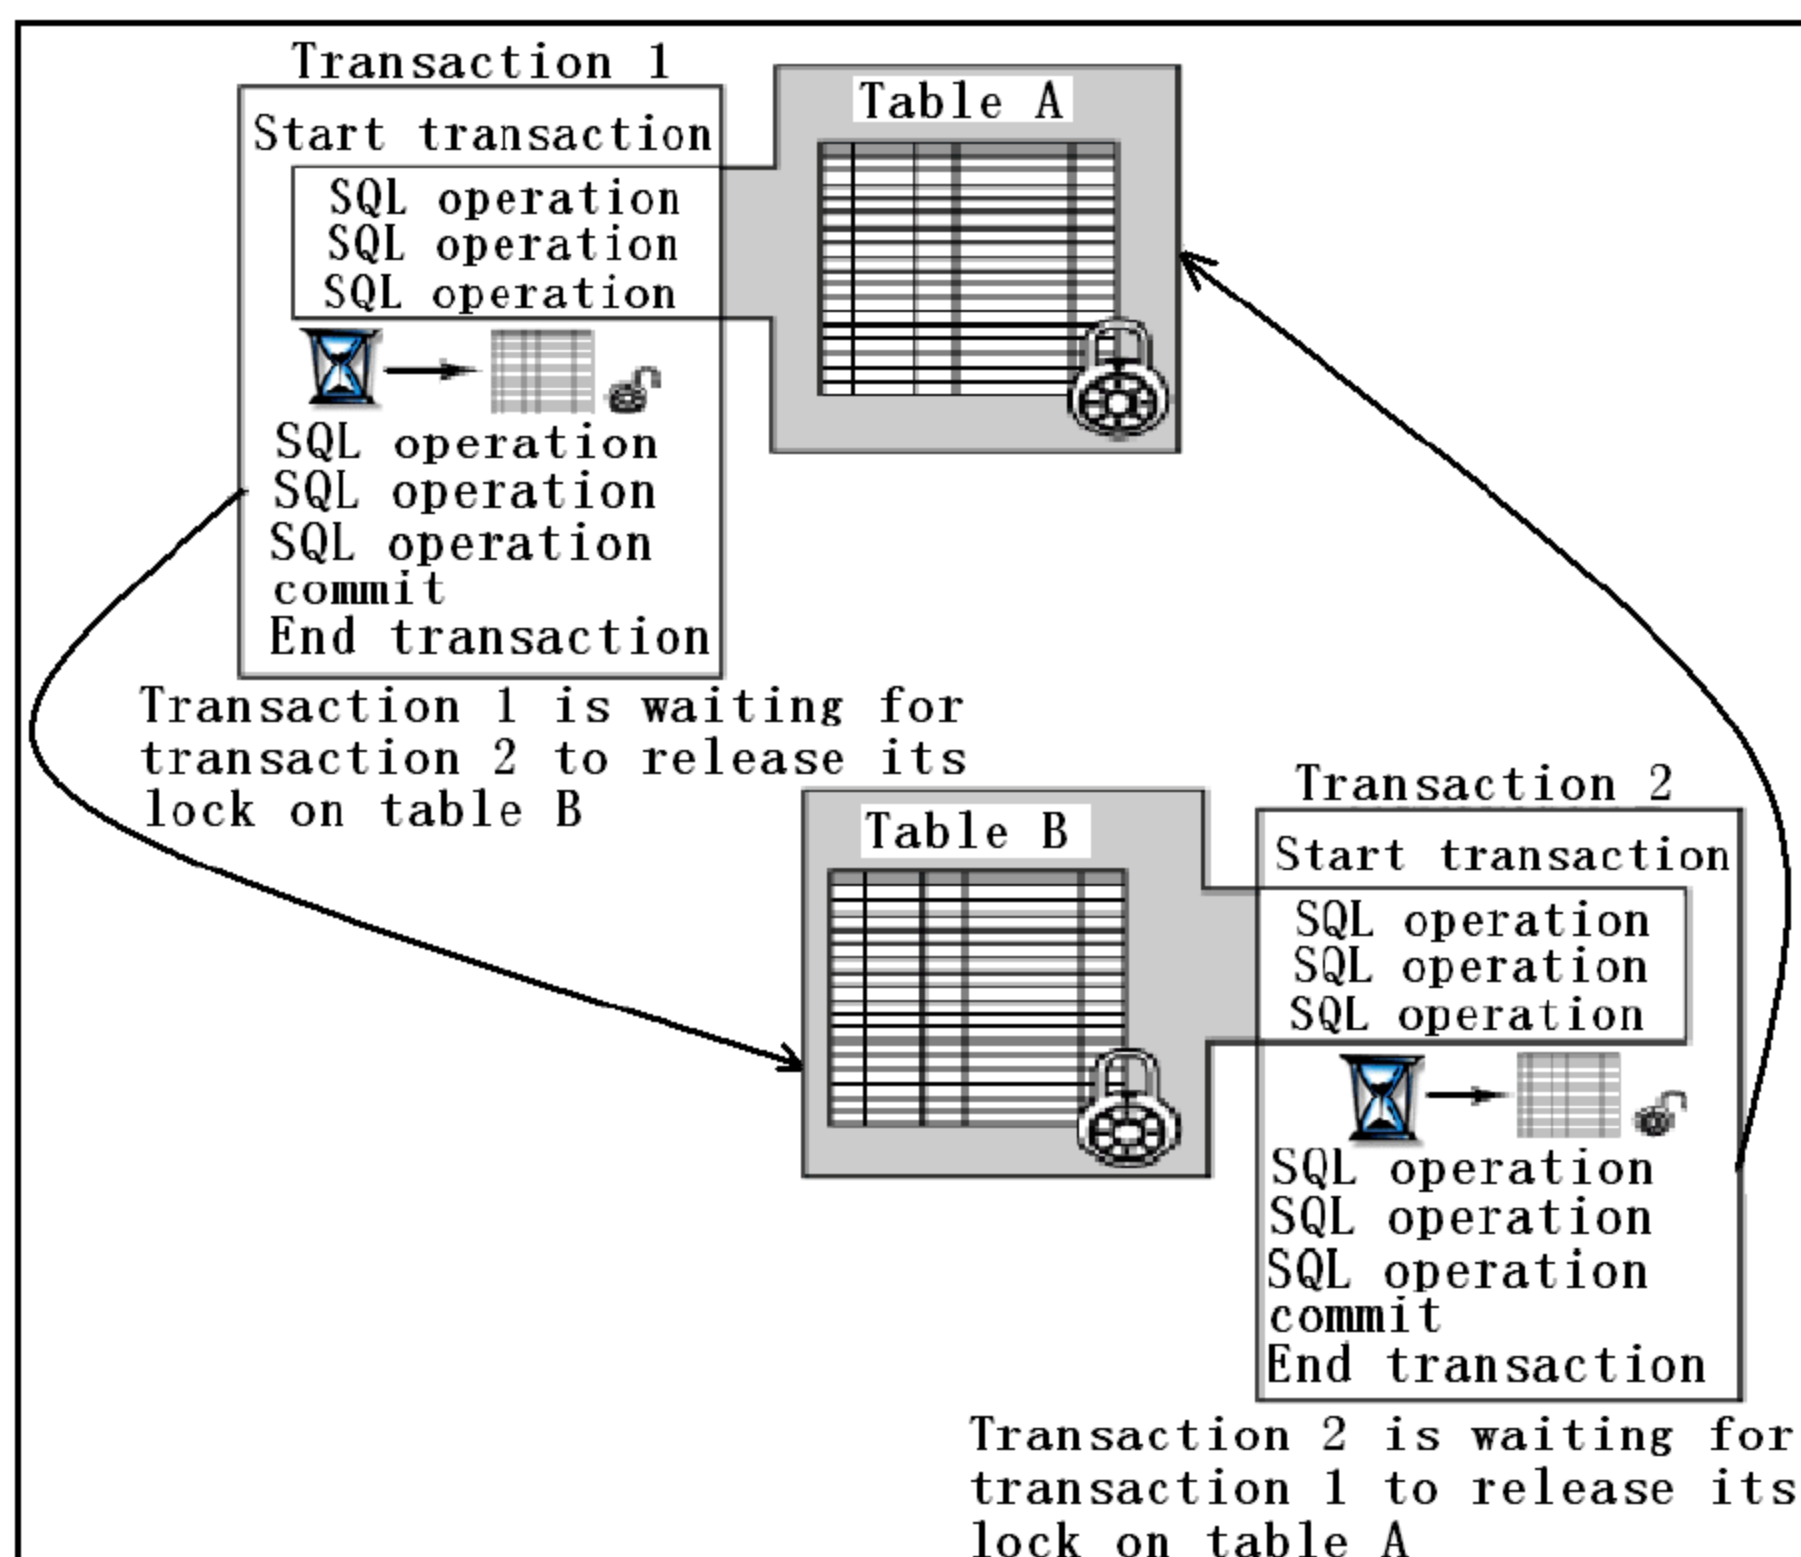 Transaction 1
Start transaction
SQL operation
SQL operation
SQL operation
SQL operation
SQL operation
SQL operation
commit
End transaction
Table A
Transaction 1 is waiting for
transaction 2 to release its
lock on table B
Table B
Transaction 2
Start transaction
SQL operation
SQL operation
SQL operation
SQL operation
SQL operation
SQL operation
commit
End transaction
Transaction 2 is waiting for
transaction 1 to release its
lock on table A